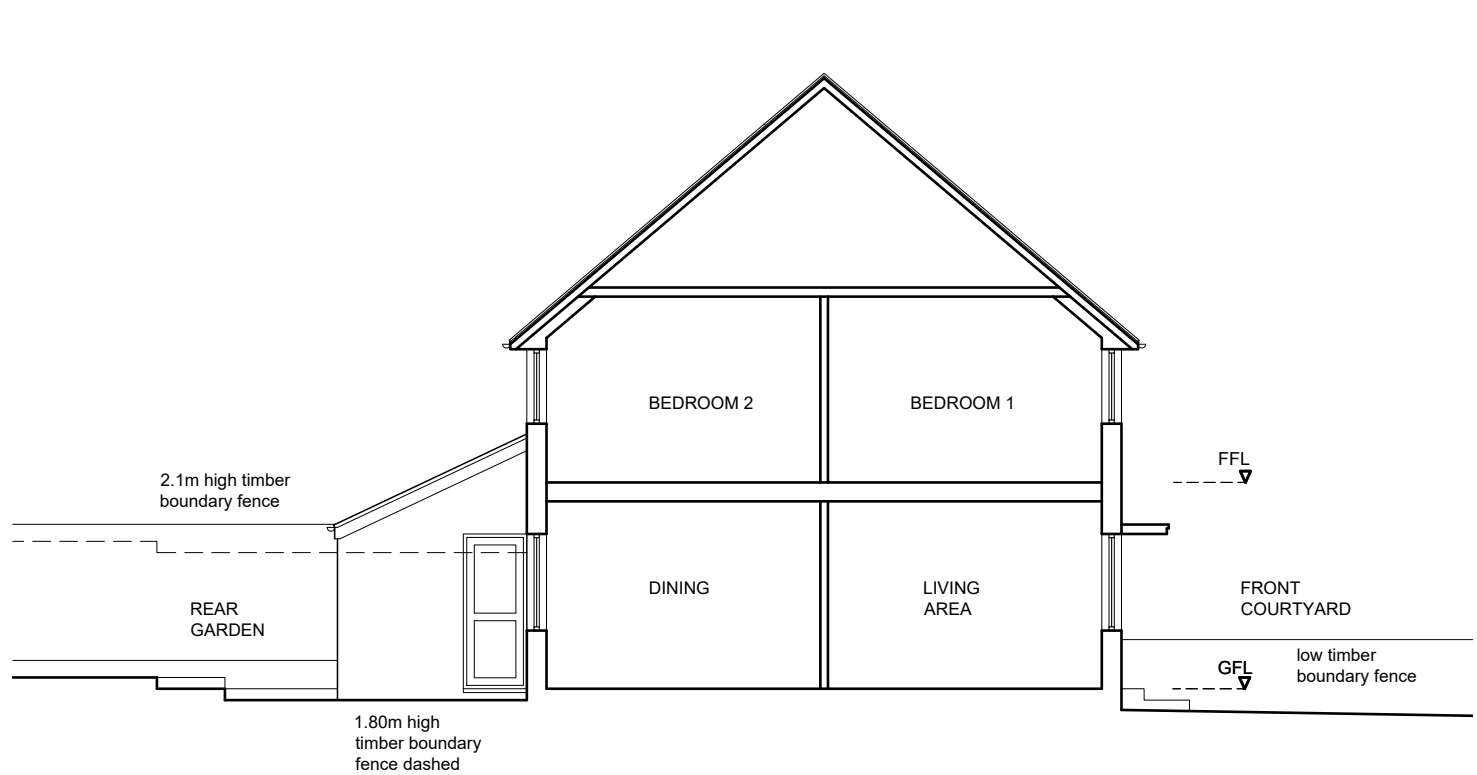 BEDROOM 2
BEDROOM 1
2.1m high timber
boundary fence
FFL
DINING
LIVING
AREA
FRONT
COURTYARD
REAR
GARDEN
low timber
boundary fence
GFL
1.80m high
timber boundary
fence dashed